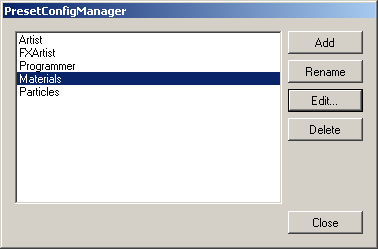 PresetConfigManager
Artist
FXArtist
Programmer
Materials
Particles
Add
Rename
Edit...
Delete
Close